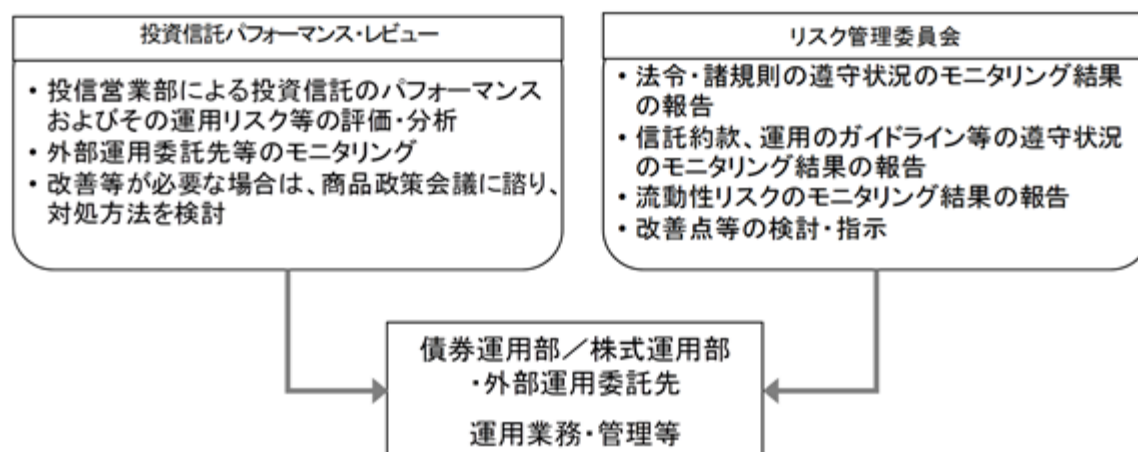 投資信託パフォーマンス・レビュー
・投信営業部による投資信託のパフォーマンス
およびその運用リスク等の評価・分析
・外部運用委託先等のモニタリング
・改善等が必要な場合は、商品政策会議に諮り、
対処方法を検討
リスク管理委員会
・法令・諸規則の遵守状況のモニタリング結果
の報告
・信託約款、運用のガイドライン等の遵守状況
のモニタリング結果の報告
・流動性リスクのモニタリング結果の報告
・改善点等の検討・指示
債券運用部／株式運用部
・外部運用委託先
運用業務・管理等